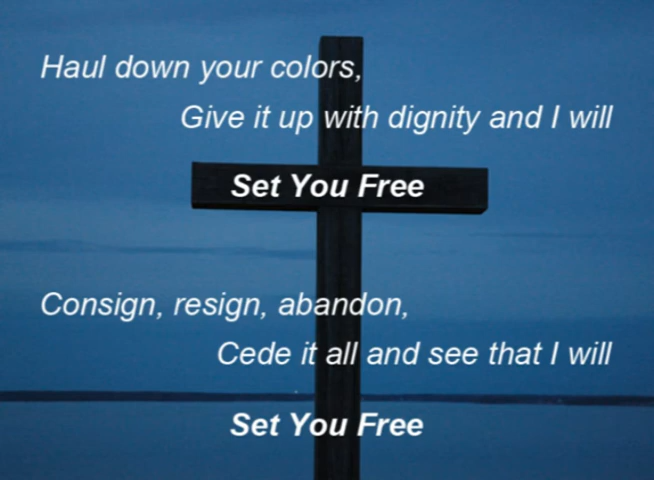 Haul down your colors,
Give it up with dignity and I will
Set You Free
Consign, resign, abandon,
Cede it all and see that I will
Set You Free